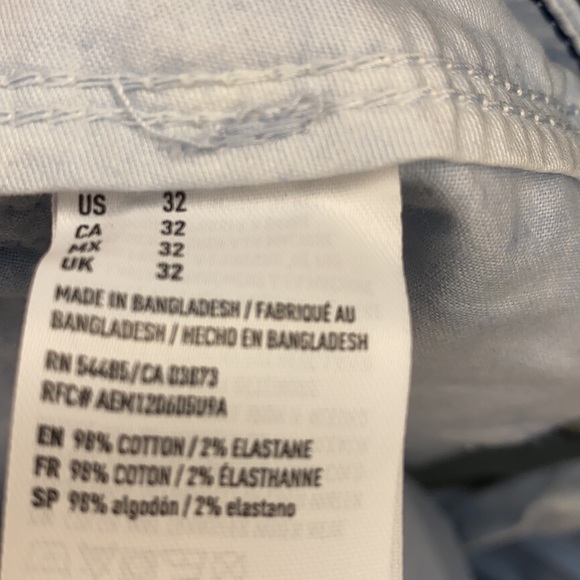 US 32
CA 32
MX 32
UK 32
MADE IN BANGLADESH / FABRIQUÉ AU
BANGLADESH / HECHO EN BANGLADESH
RN 54485/CA 03873
RFC# AEM120605U9A
EN 98% COTTON / 2% ELASTANE
FR 98% COTON / 2% ÉLASTHANNE
SP 98% algodón / 2% elastano